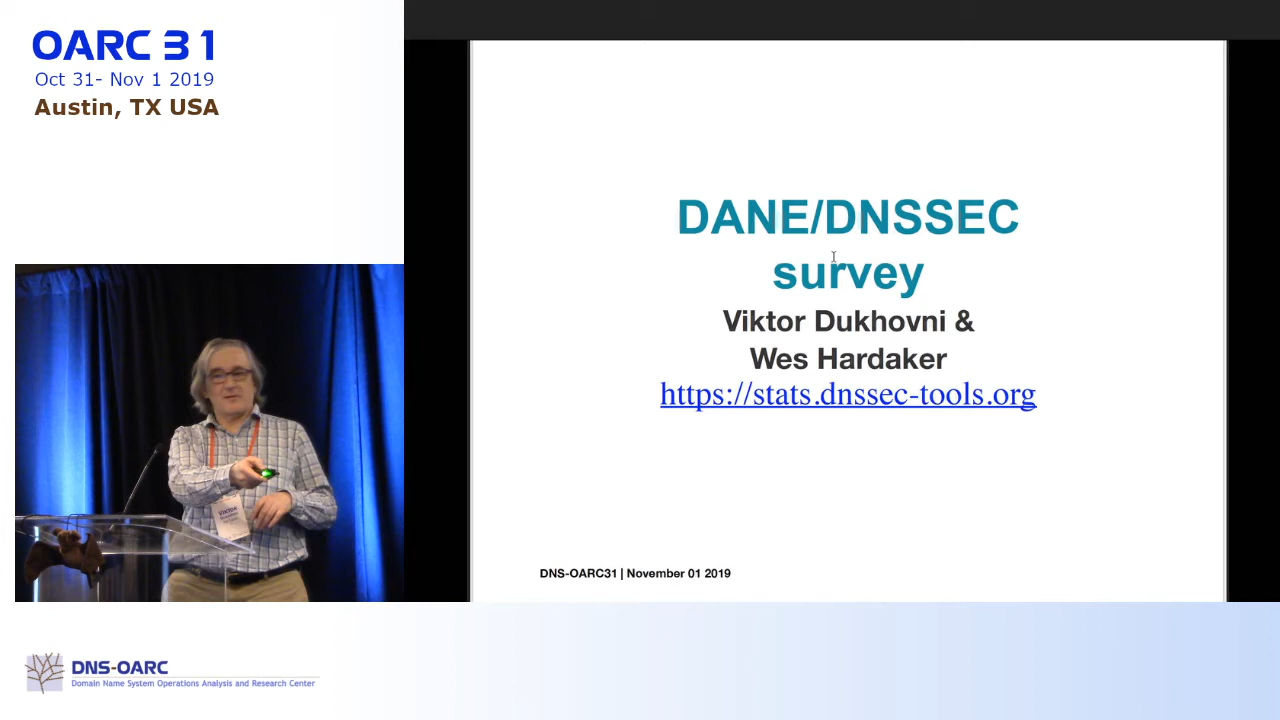 OARC 31
Oct 31- Nov 1 2019
Austin, TX USA
DANE/DNSSEC
survey
Viktor Dukhovni &
Wes Hardaker
https://stats.dnssec-tools.org
DNS-OARC31 | November 01 2019
VIKTOR
DNS-OARC
Domain Name System Operations Analysis and Research Center